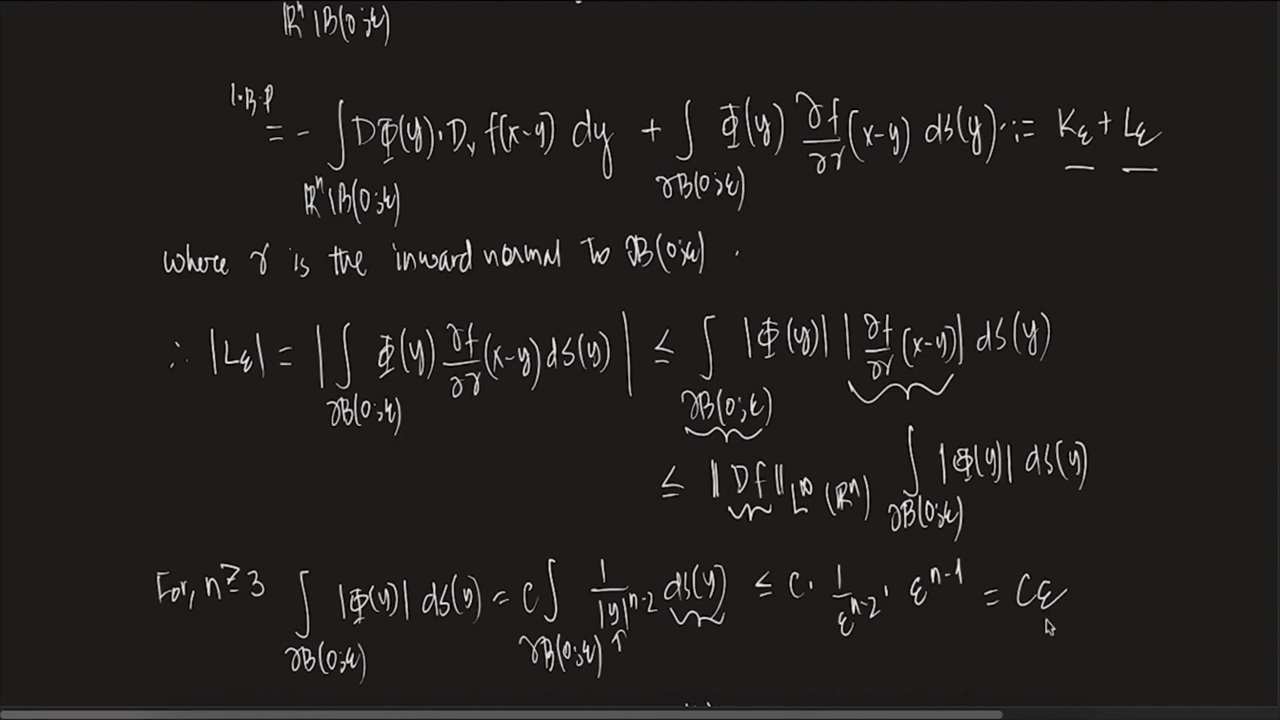 ℝⁿ∖B(0;ε)
I.B.P
= - ∫_{ℝⁿ∖B(0;ε)} DΦ(y)·D_y f(x-y) dy + ∫_{∂B(0;ε)} Φ(y) ∂f/∂γ (x-y) ds(y) := K_ε + L_ε
where γ is the inward normal to ∂B(0;ε).
∴ |L_ε| = |∫_{∂B(0;ε)} Φ(y) ∂f/∂γ (x-y) ds(y)| ≤ ∫_{∂B(0;ε)} |Φ(y)| |∂f/∂γ (x-y)| ds(y)
≤ ||Df||_{L^∞(ℝⁿ)} ∫_{∂B(0;ε)} |Φ(y)| ds(y)
For, n≥3 ∫_{∂B(0;ε)} |Φ(y)| ds(y) = C∫_{∂B(0;ε)} 1/|y|^{n-2} ds(y) ≤ C· 1/ε^{n-2} · ε^{n-1} = Cε